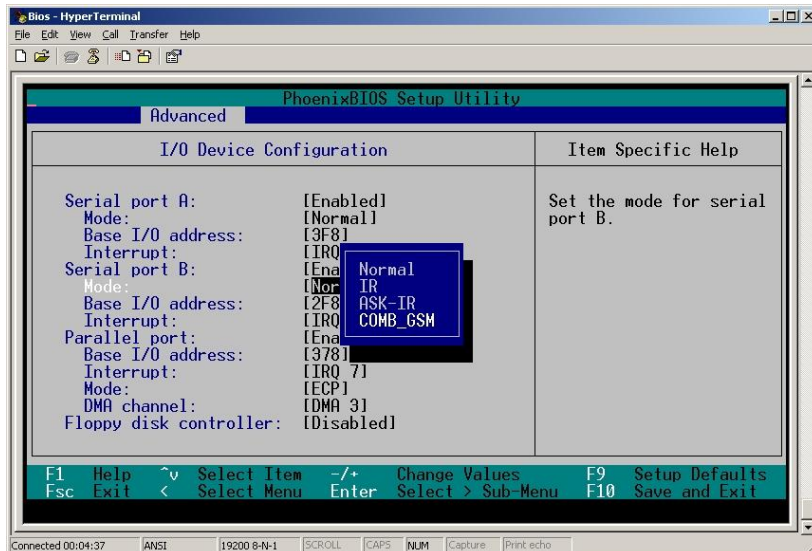 Bios - HyperTerminal
File Edit View Call Transfer Help
PhoenixBIOS Setup Utility
Advanced
I/O Device Configuration
Item Specific Help
Serial port A: [Enabled]
Mode: [Normal]
Base I/O address: [3F8]
Interrupt: [IRQ
Serial port B: [Ena
Mode: [Nor
Base I/O address: [2F8
Interrupt: [IRQ
Parallel port: [Ena
Base I/O address: [378]
Interrupt: [IRQ 7]
Mode: [ECP]
DMA channel: [DMA 3]
Floppy disk controller: [Disabled]
Normal
IR
ASK-IR
COMB_GSM
Set the mode for serial
port B.
F1 Help ^v Select Item -/+ Change Values F9 Setup Defaults
Esc Exit < Select Menu Enter Select > Sub-Menu F10 Save and Exit
Connected 00:04:37 ANSI 19200 8-N-1 SCROLL CAPS NUM Capture Print echo